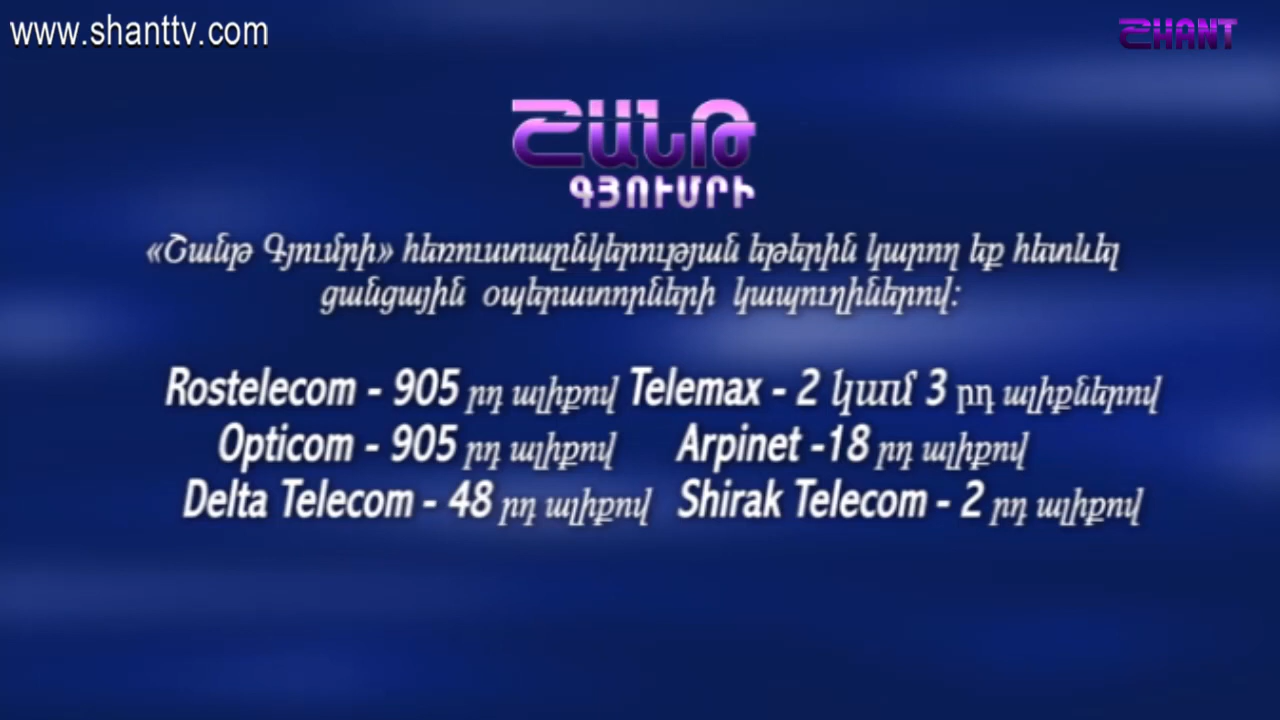 www.shanttv.com
SHANT
ՇԱՆԹ
ԳՅՈՒՄՐԻ
«Շանթ Գյումրի» հեռուստաընկերության եթերին կարող եք հետևել
ցանցային օպերատորների կապուղիներով:
Rostelecom - 905 րդ ալիքով Telemax - 2 կամ 3 րդ ալիքներով
Opticom - 905 րդ ալիքով Arpinet -18 րդ ալիքով
Delta Telecom - 48 րդ ալիքով Shirak Telecom - 2 րդ ալիքով